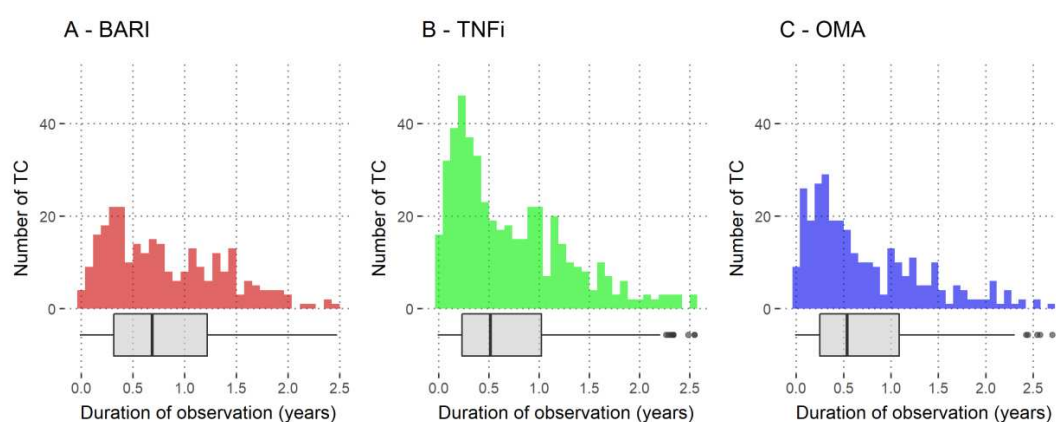 A - BARI
B - TNFi
C - OMA
Number of TC
40
20
0
0.0 0.5 1.0 1.5 2.0 2.5
Duration of observation (years)
Number of TC
40
20
0
0.0 0.5 1.0 1.5 2.0 2.5
Duration of observation (years)
Number of TC
40
20
0
0.0 0.5 1.0 1.5 2.0 2.5
Duration of observation (years)